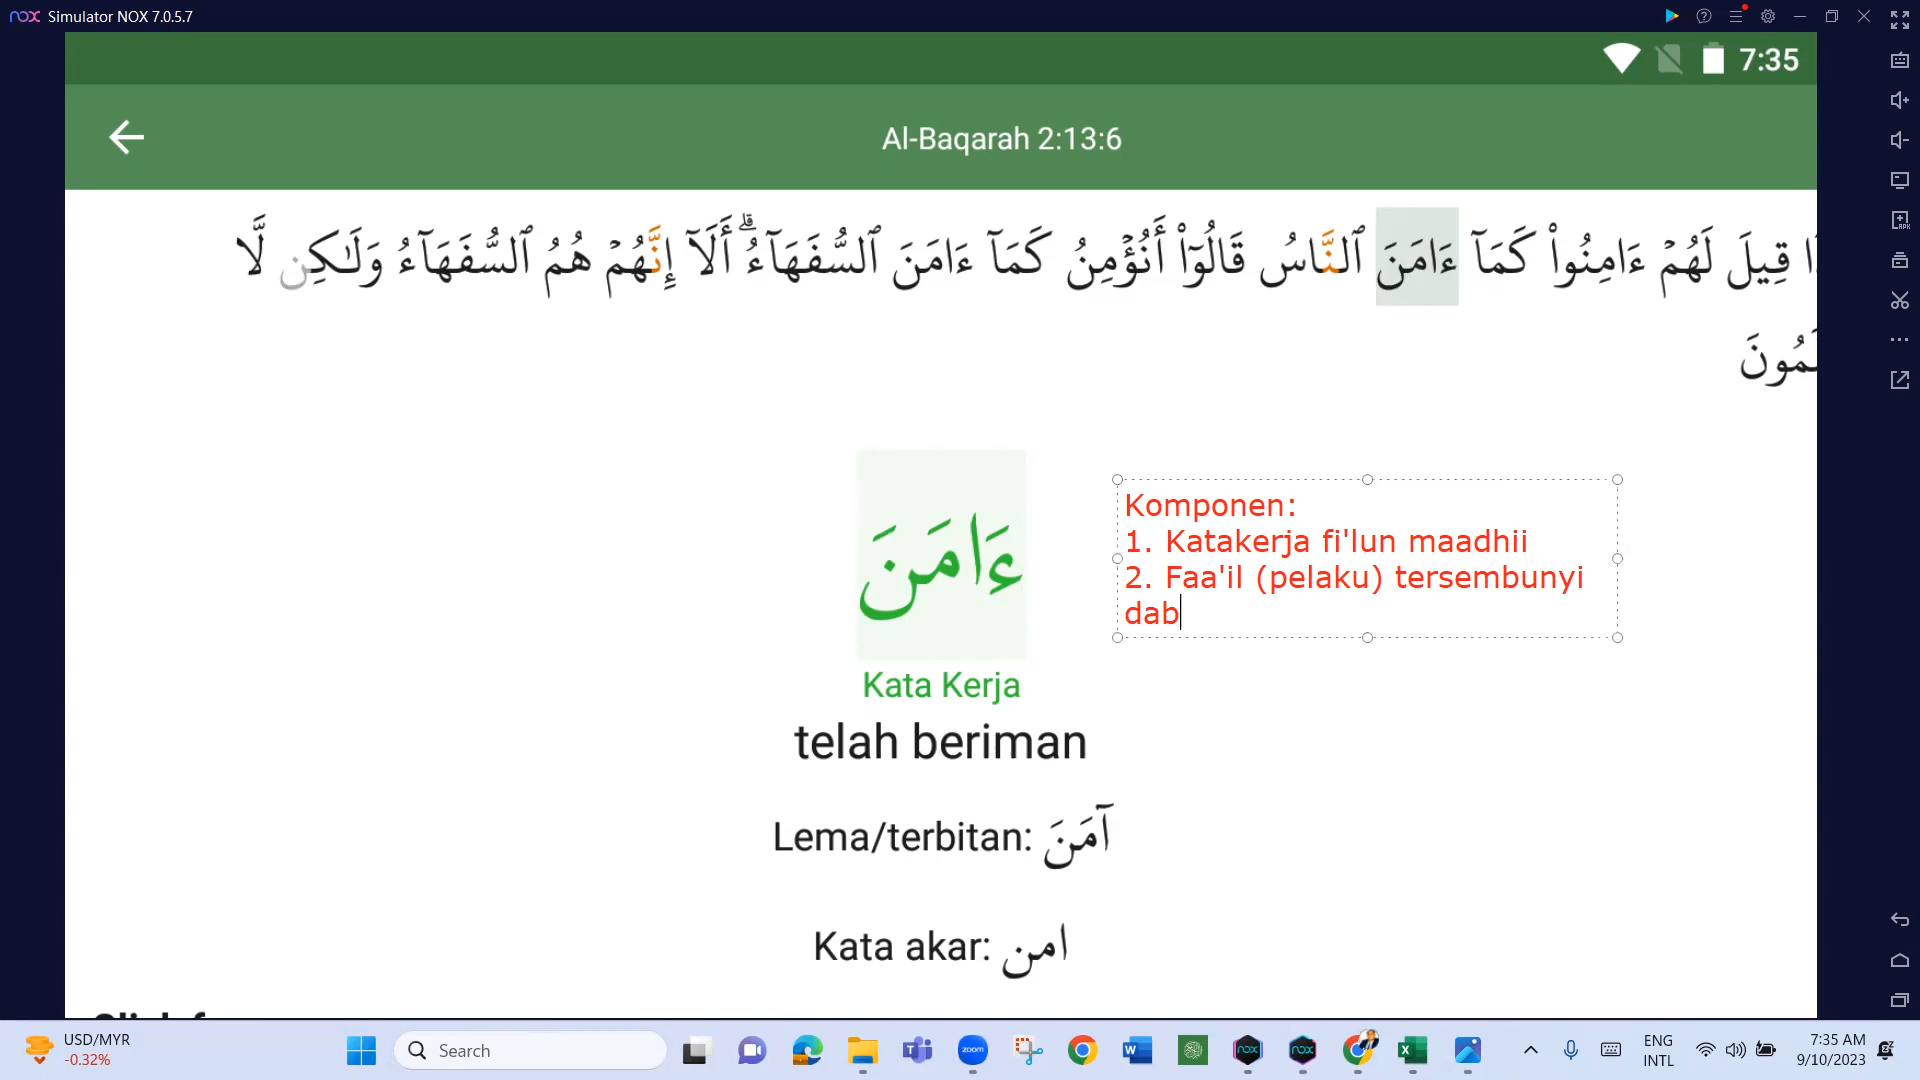 nox Simulator NOX 7.0.5.7
7:35
Al-Baqarah 2:13:6
ذَا قِيلَ لَهُمْ ءَامِنُوا۟ كَمَآ ءَامَنَ ٱلنَّاسُ قَالُوٓا۟ أَنُؤْمِنُ كَمَآ ءَامَنَ ٱلسُّفَهَآءُ ۗ أَلَآ إِنَّهُمْ هُمُ ٱلسُّفَهَآءُ وَلَـٰكِن لَّا
لَمُونَ
ءَامَنَ
Komponen:
1. Katakerja fi'lun maadhii
2. Faa'il (pelaku) tersembunyi
dab
Kata Kerja
telah beriman
Lema/terbitan: آمَنَ
Kata akar: امن
USD/MYR
-0.32%
Search
zoom
ENG
INTL
7:35 AM
9/10/2023